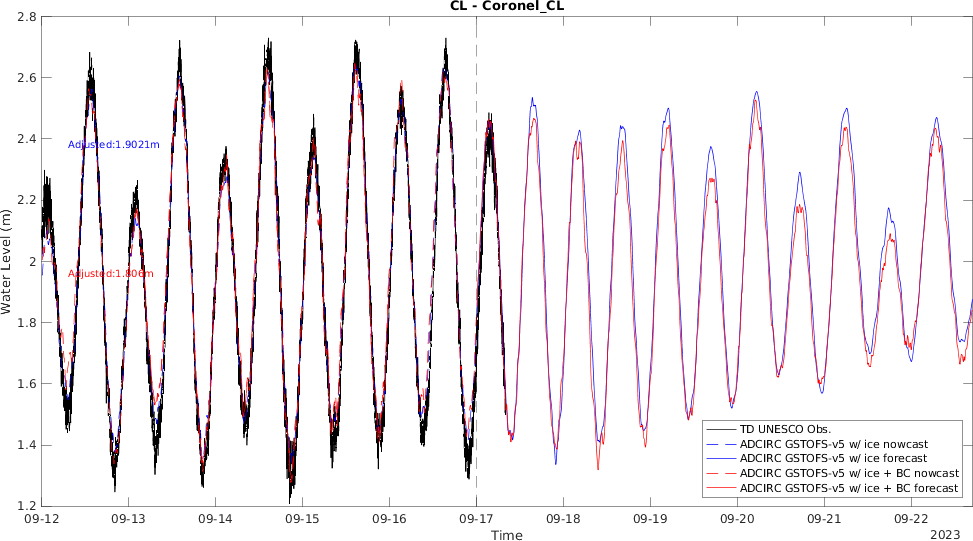 CL - Coronel_CL
2.8
2.6
2.4
2.2
2
1.8
1.6
1.4
1.2
Water Level (m)
Adjusted:1.9021m
Adjusted:1.806m
TD UNESCO Obs.
ADCIRC GSTOFS-v5 w/ ice nowcast
ADCIRC GSTOFS-v5 w/ ice forecast
ADCIRC GSTOFS-v5 w/ ice + BC nowcast
ADCIRC GSTOFS-v5 w/ ice + BC forecast
09-12 09-13 09-14 09-15 09-16 09-17 09-18 09-19 09-20 09-21 09-22
Time
2023